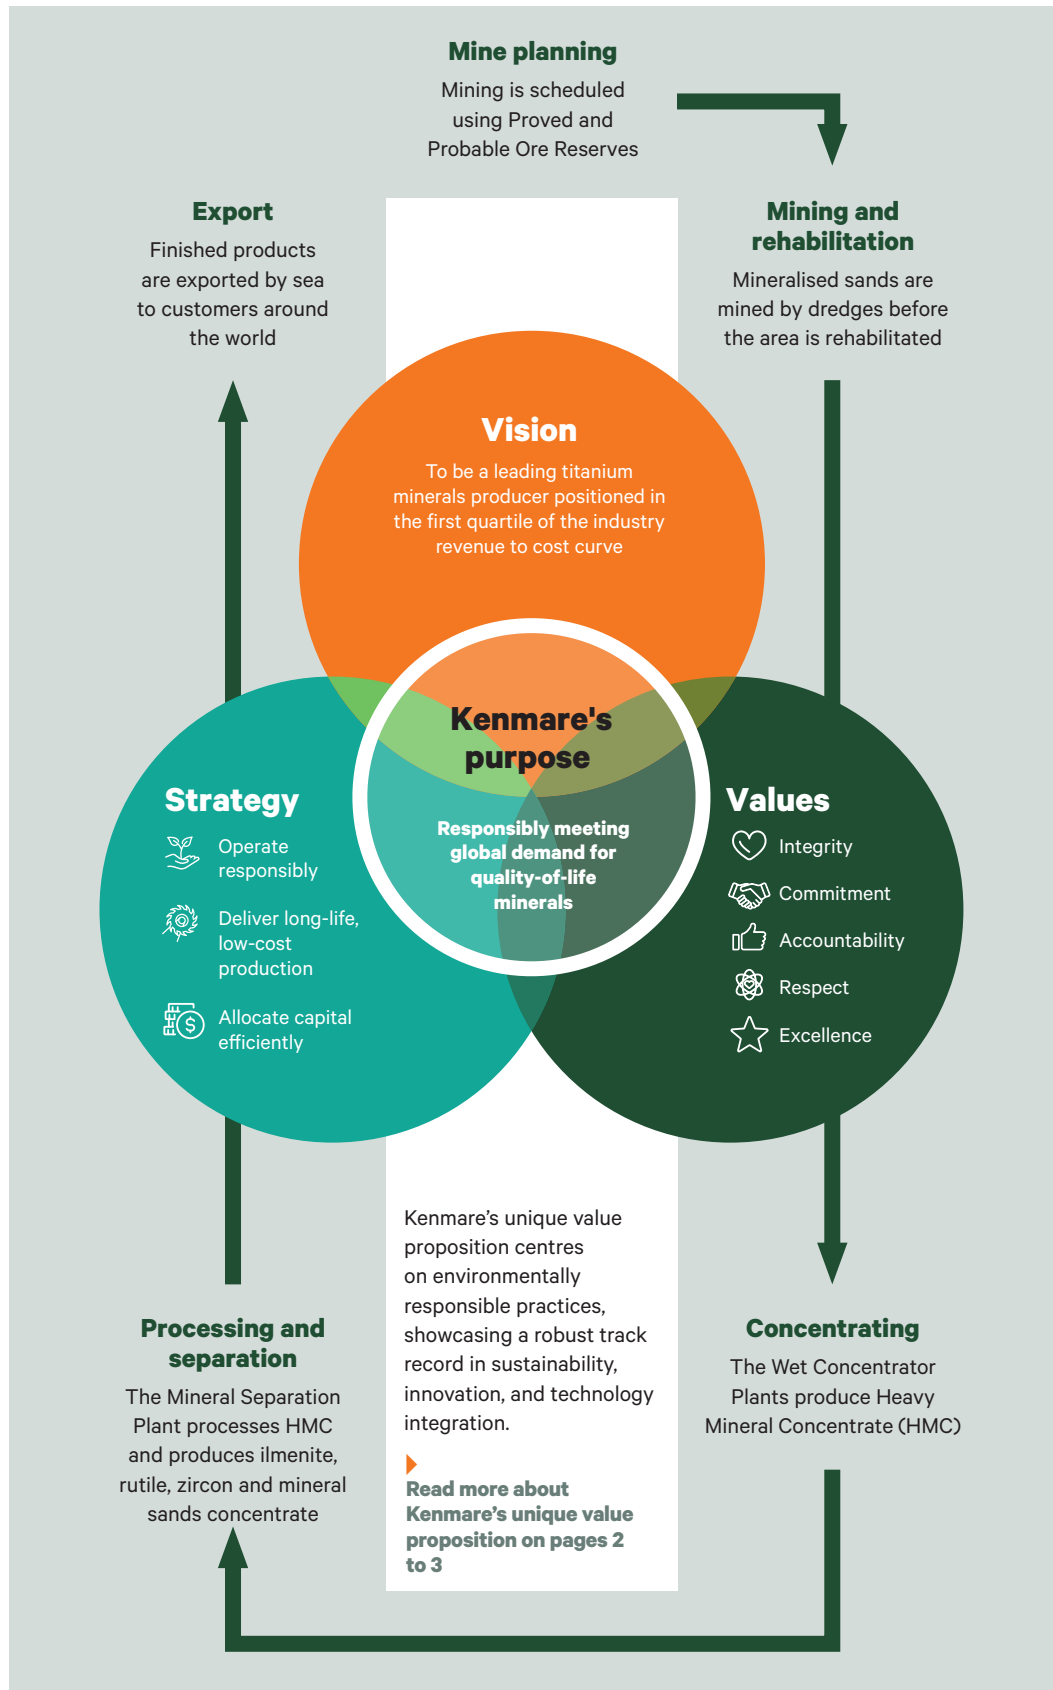 Mine planning
Mining is scheduled
using Proved and
Probable Ore Reserves
Export
Finished products
are exported by sea
to customers around
the world
Mining and
rehabilitation
Mineralised sands are
mined by dredges before
the area is rehabilitated
Vision
To be a leading titanium
minerals producer positioned in
the first quartile of the industry
revenue to cost curve
Kenmare's
purpose
Responsibly meeting
global demand for
quality-of-life
minerals
Strategy
Operate
responsibly
Deliver long-life,
low-cost
production
$
Allocate capital
efficiently
Values
Integrity
Commitment
Accountability
Respect
Excellence
Kenmare’s unique value
proposition centres
on environmentally
responsible practices,
showcasing a robust track
record in sustainability,
innovation, and technology
integration.
Read more about
Kenmare’s unique value
proposition on pages 2
to 3
Processing and
separation
The Mineral Separation
Plant processes HMC
and produces ilmenite,
rutile, zircon and mineral
sands concentrate
Concentrating
The Wet Concentrator
Plants produce Heavy
Mineral Concentrate (HMC)